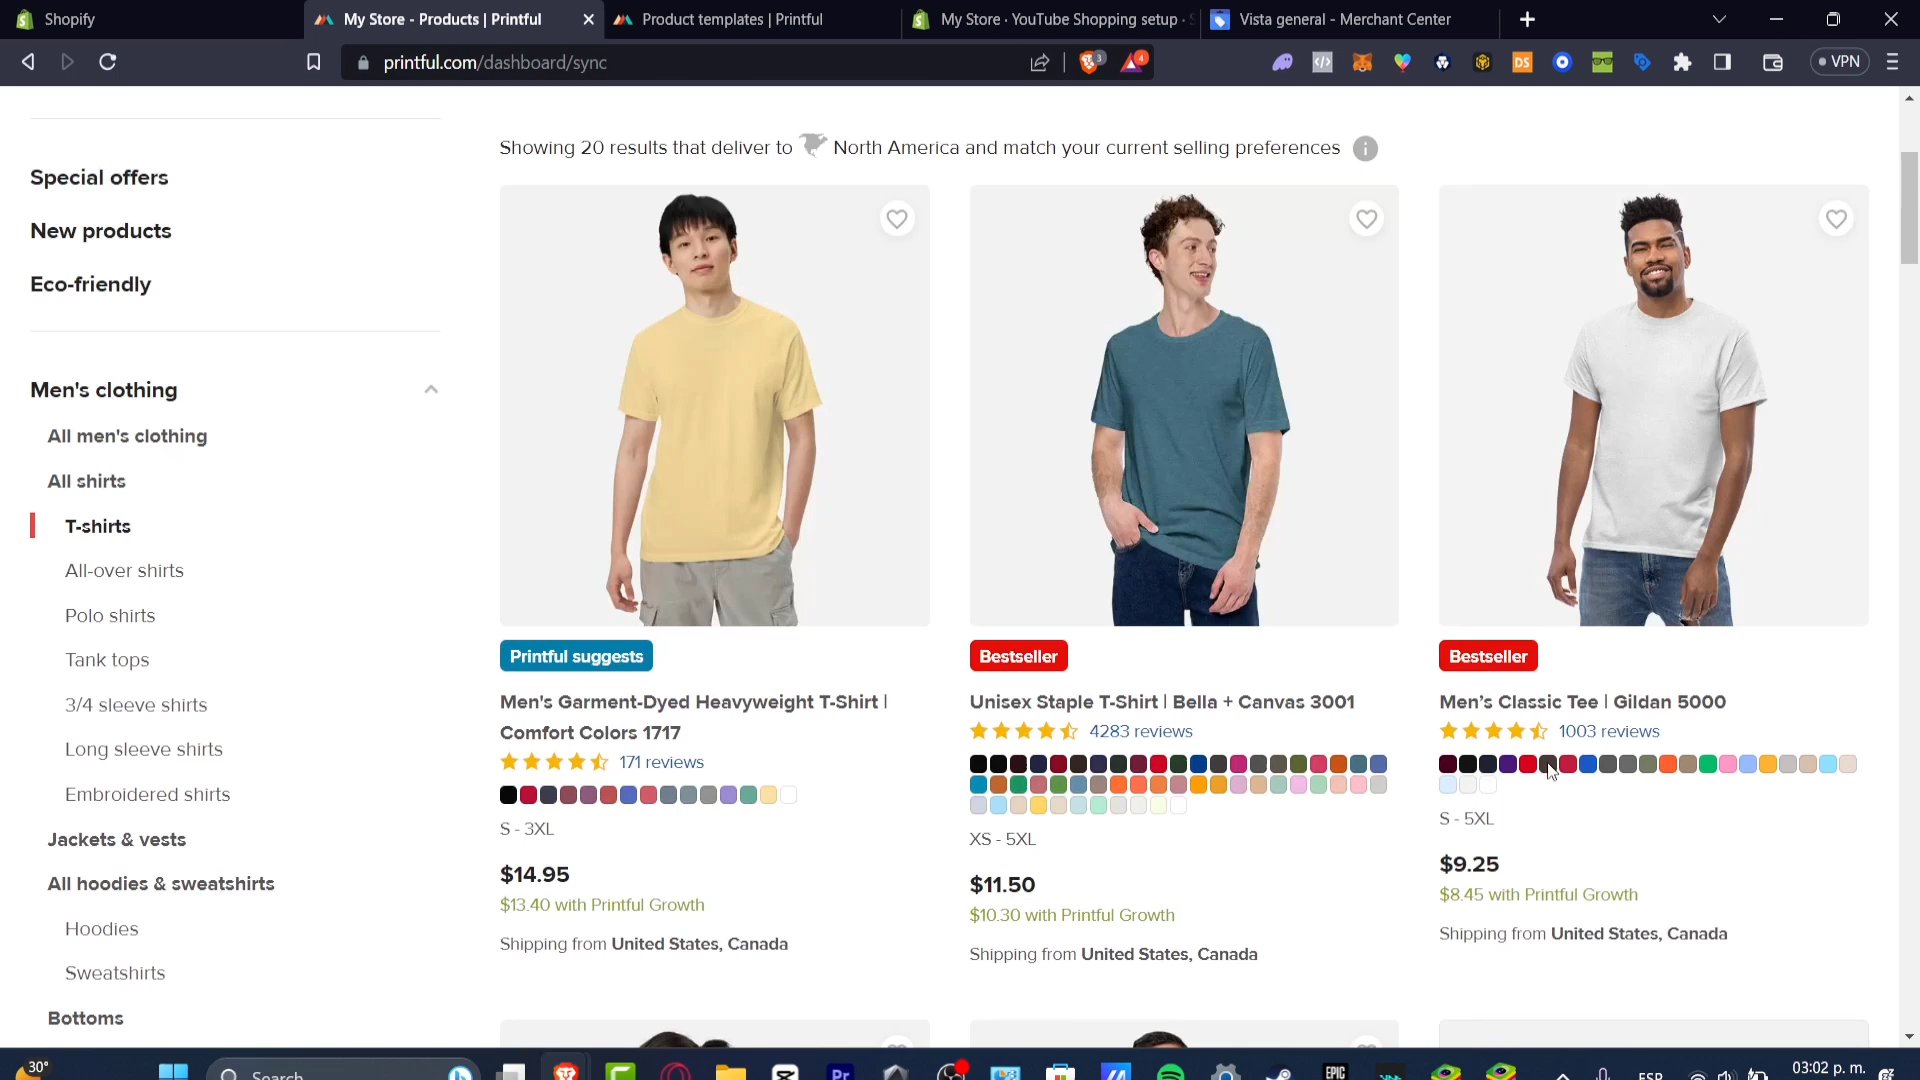 Shopify
My Store - Products | Printful
Product templates | Printful
My Store · YouTube Shopping setup · S
Vista general - Merchant Center
printful.com/dashboard/sync
3
4
DS
VPN
Showing 20 results that deliver to North America and match your current selling preferences
Special offers
New products
Eco-friendly
Men's clothing
All men's clothing
All shirts
T-shirts
All-over shirts
Polo shirts
Tank tops
3/4 sleeve shirts
Long sleeve shirts
Embroidered shirts
Jackets & vests
All hoodies & sweatshirts
Hoodies
Sweatshirts
Bottoms
Printful suggests
Men's Garment-Dyed Heavyweight T-Shirt |
Comfort Colors 1717
171 reviews
S - 3XL
$14.95
$13.40 with Printful Growth
Shipping from United States, Canada
Bestseller
Unisex Staple T-Shirt | Bella + Canvas 3001
4283 reviews
XS - 5XL
$11.50
$10.30 with Printful Growth
Shipping from United States, Canada
Bestseller
Men’s Classic Tee | Gildan 5000
1003 reviews
S - 5XL
$9.25
$8.45 with Printful Growth
Shipping from United States, Canada
30°
Search
Pr
EPIC
ESP
03:02 p. m.